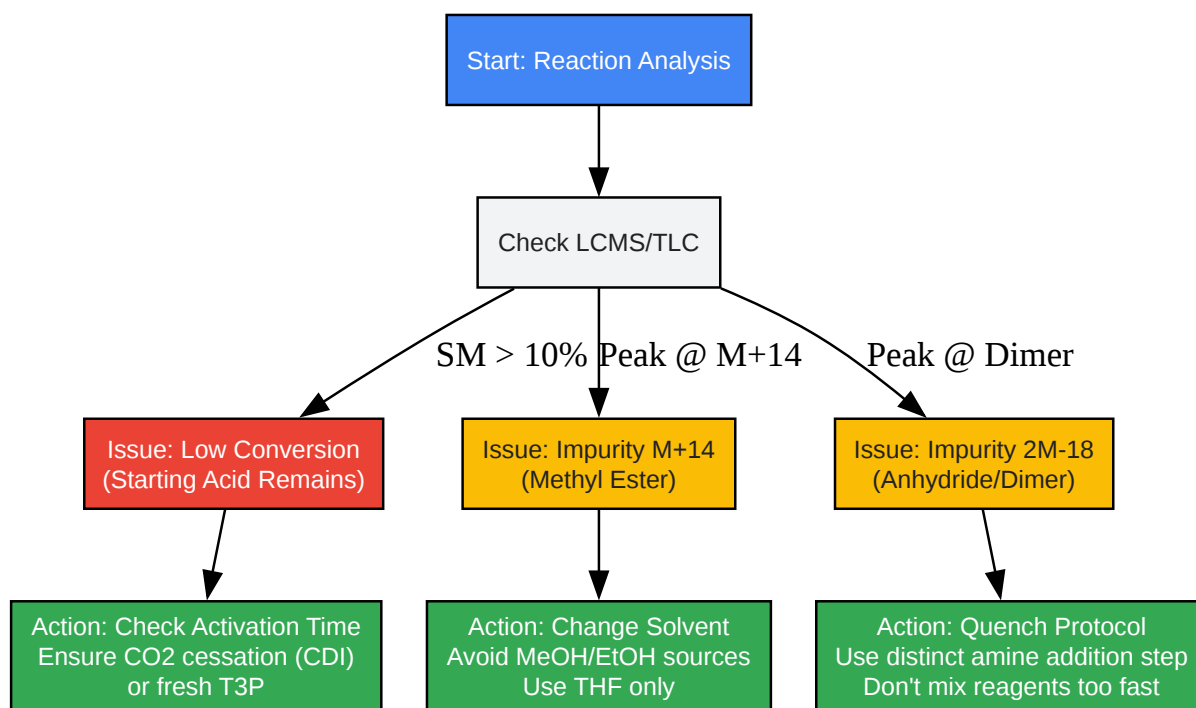 Start: Reaction Analysis
Check LCMS/TLC
SM > 10%
Peak @ M+14
Peak @ Dimer
Issue: Low Conversion
(Starting Acid Remains)
Issue: Impurity M+14
(Methyl Ester)
Issue: Impurity 2M-18
(Anhydride/Dimer)
Action: Check Activation Time
Ensure CO2 cessation (CDI)
or fresh T3P
Action: Change Solvent
Avoid MeOH/EtOH sources
Use THF only
Action: Quench Protocol
Use distinct amine addition step
Don't mix reagents too fast